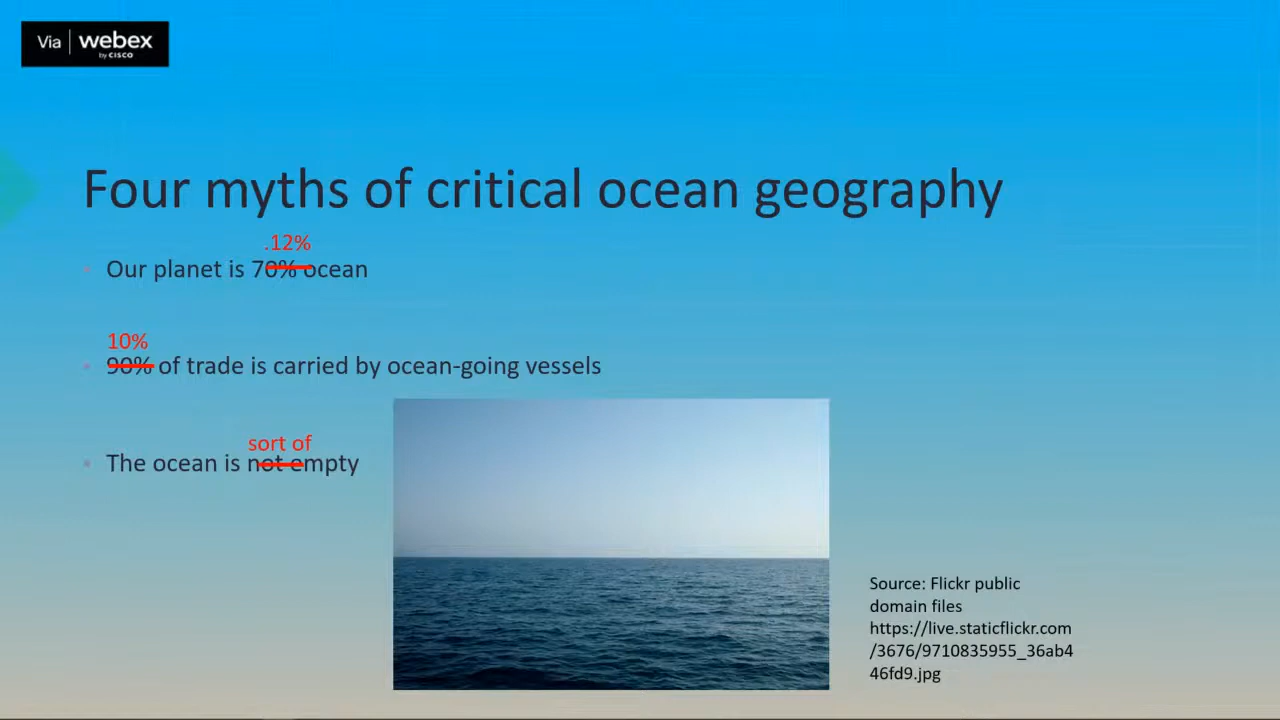 Via | webex
by CISCO
Four myths of critical ocean geography
.12%
Our planet is 70% ocean
10%
90% of trade is carried by ocean-going vessels
sort of
The ocean is not empty
Source: Flickr public
domain files
https://live.staticflickr.com
/3676/9710835955_36ab4
46fd9.jpg